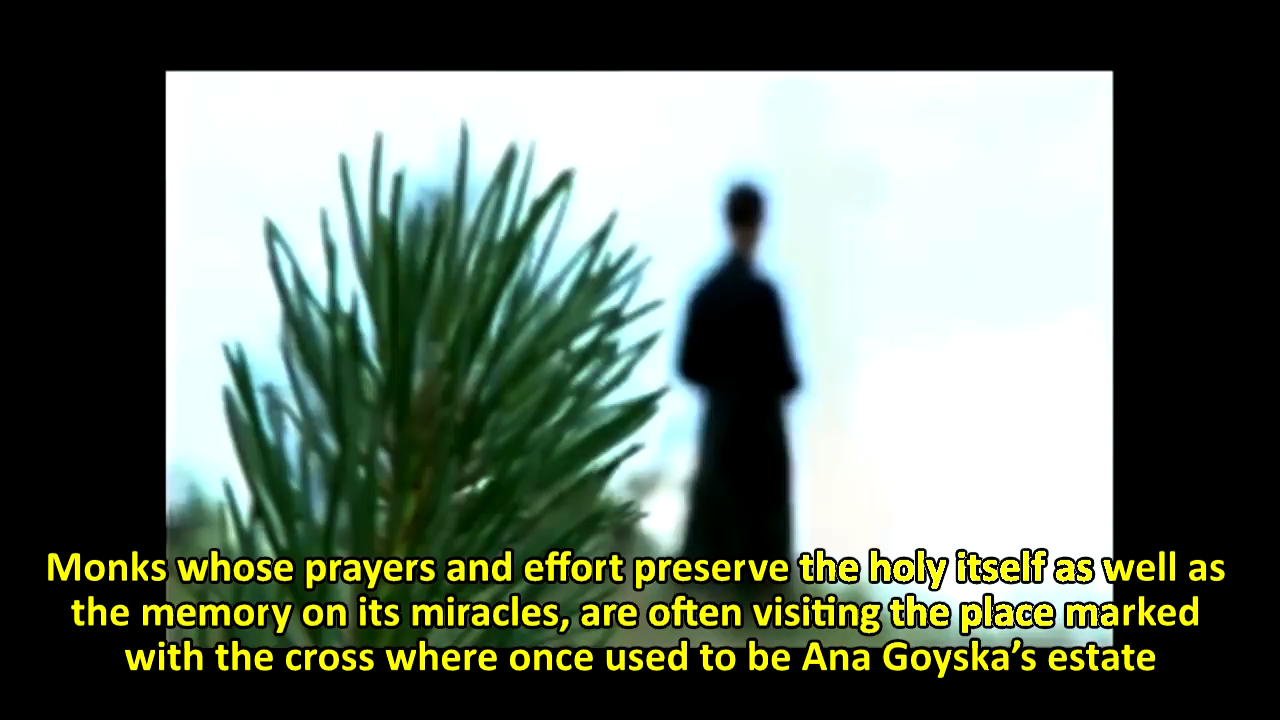 Monks whose prayers and effort preserve the holy itself as well as
the memory on its miracles, are often visiting the place marked
with the cross where once used to be Ana Goyska’s estate